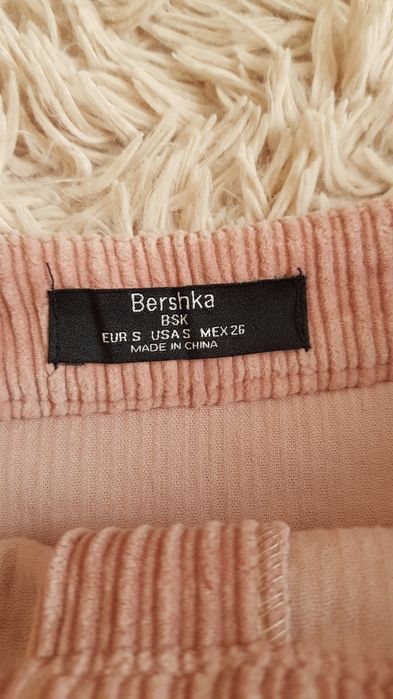 Bershka
BSK
EUR S USA S MEX 26
MADE IN CHINA